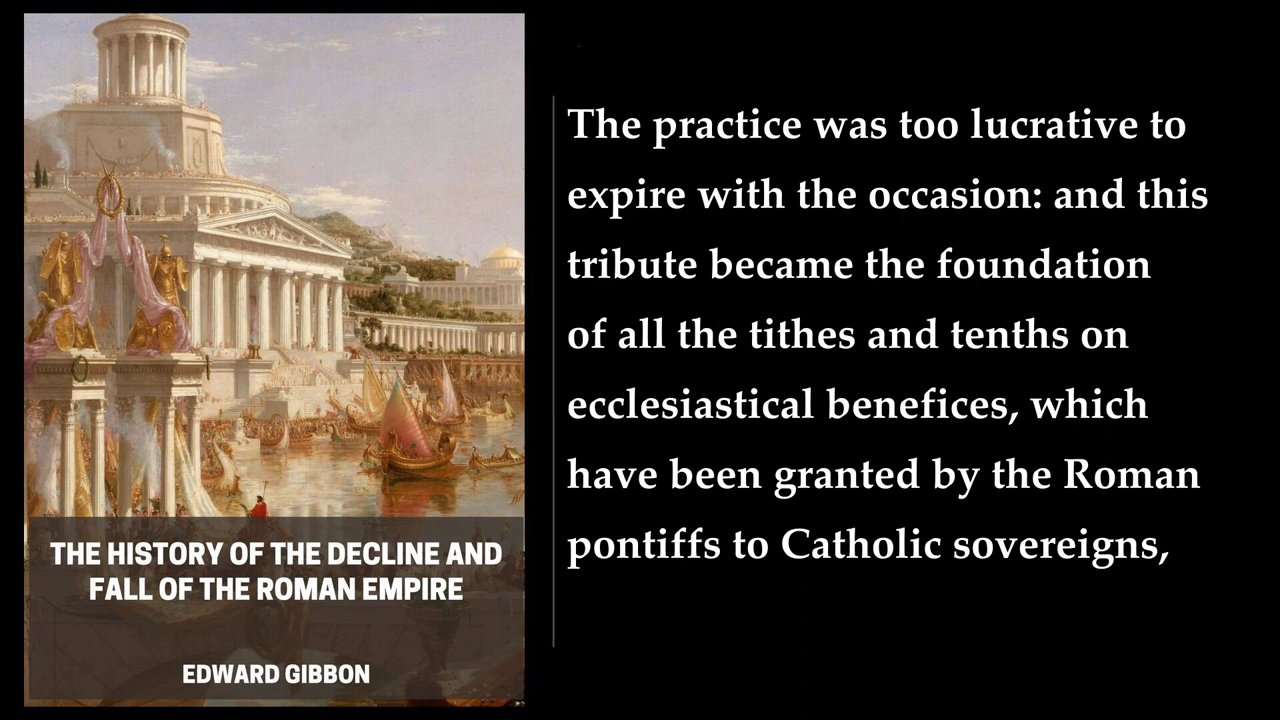 THE HISTORY OF THE DECLINE AND
FALL OF THE ROMAN EMPIRE
EDWARD GIBBON
The practice was too lucrative to
expire with the occasion: and this
tribute became the foundation
of all the tithes and tenths on
ecclesiastical benefices, which
have been granted by the Roman
pontiffs to Catholic sovereigns,